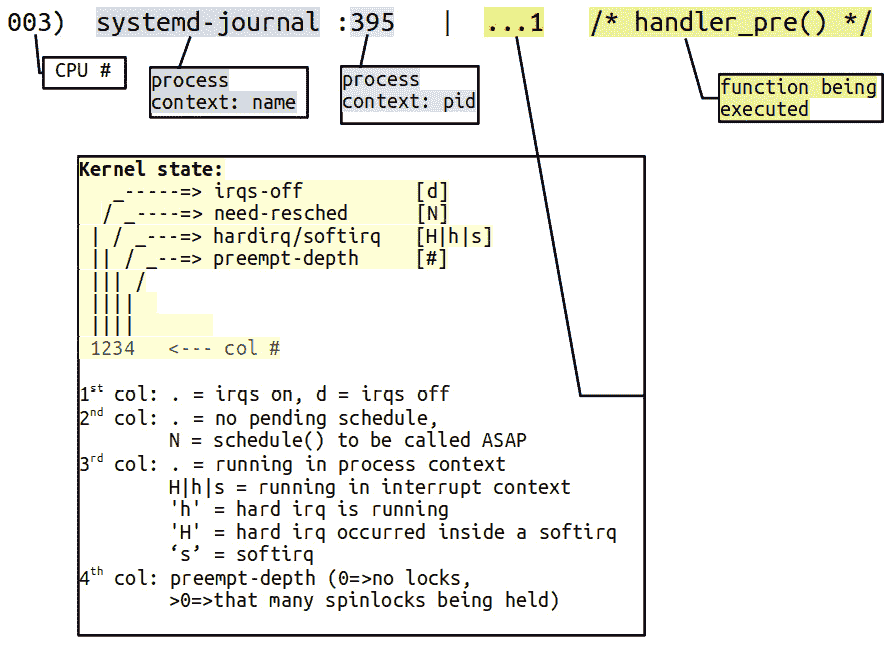 003) systemd-journal :395 | ...1 /* handler_pre() */
CPU #
process
context: name
process
context: pid
function being
executed
Kernel state:
_-----=> irqs-off [d]
/ _----=> need-resched [N]
| / _---=> hardirq/softirq [H|h|s]
|| / _--=> preempt-depth [#]
||| /
||||
||||
1234 <--- col #
1st col: . = irqs on, d = irqs off
2nd col: . = no pending schedule,
N = schedule() to be called ASAP
3rd col: . = running in process context
H|h|s = running in interrupt context
'h' = hard irq is running
'H' = hard irq occurred inside a softirq
‘s’ = softirq
4th col: preempt-depth (0=>no locks,
>0=>that many spinlocks being held)